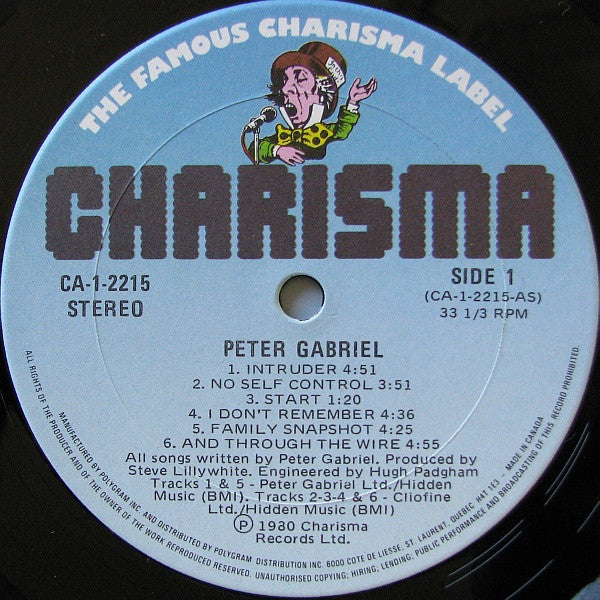 THE FAMOUS CHARISMA LABEL
CHARISMA
CA-1-2215
STEREO
SIDE 1
(CA-1-2215-AS)
33 1/3 RPM
PETER GABRIEL
1. INTRUDER 4:51
2. NO SELF CONTROL 3:51
3. START 1:20
4. I DON'T REMEMBER 4:36
5. FAMILY SNAPSHOT 4:25
6. AND THROUGH THE WIRE 4:55
All songs written by Peter Gabriel. Produced by
Steve Lillywhite. Engineered by Hugh Padgham
Tracks 1 & 5 - Peter Gabriel Ltd./Hidden
Music (BMI). Tracks 2-3-4 & 6 - Cliofine
Ltd./Hidden Music (BMI)
Ⓟ 1980 Charisma
Records Ltd.
MANUFACTURED BY POLYGRAM INC. DISTRIBUTED BY POLYGRAM DISTRIBUTION INC. 6000 COTE DE LIESSE, ST. LAURENT, QUEBEC H4T 1E3 - MADE IN CANADA
ALL RIGHTS OF THE PRODUCER AND OF THE OWNER OF THE WORK REPRODUCED RESERVED. UNAUTHORISED COPYING; HIRING, LENDING, PUBLIC PERFORMANCE AND BROADCASTING OF THIS RECORD PROHIBITED.